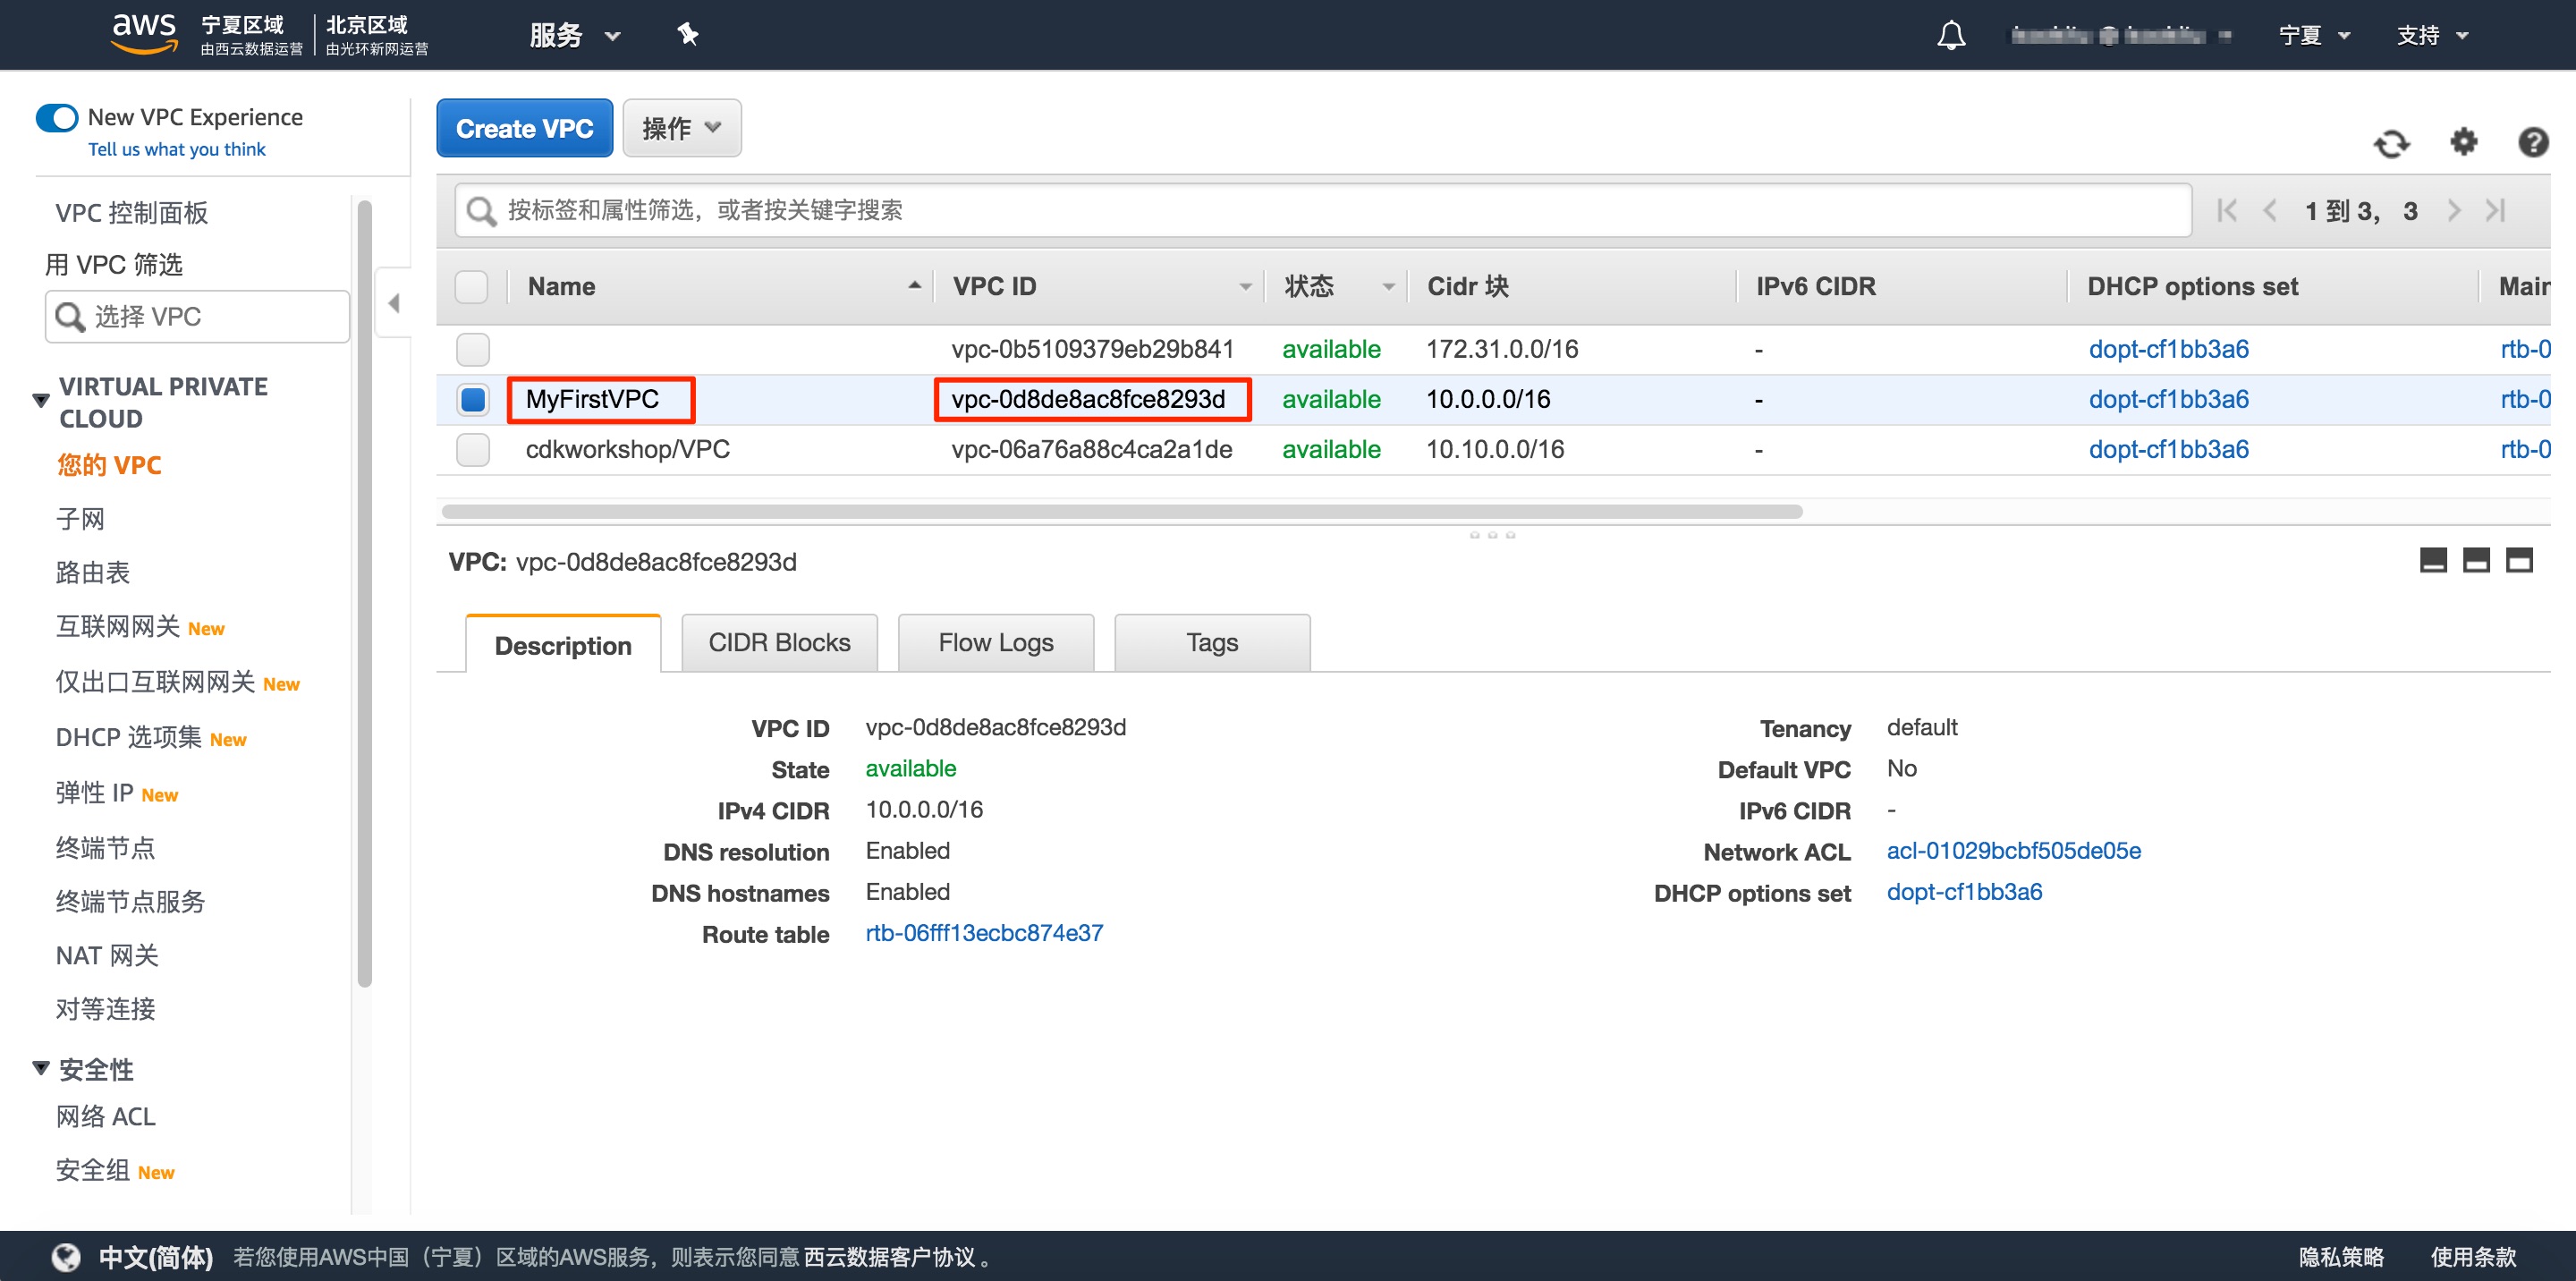 aws 宁夏区域 由西云数据运营 北京区域 由光环新网运营 服务 宁夏 支持
New VPC Experience
Tell us what you think
VPC 控制面板
用 VPC 筛选
选择 VPC
VIRTUAL PRIVATE
CLOUD
您的 VPC
子网
路由表
互联网网关 New
仅出口互联网网关 New
DHCP 选项集 New
弹性 IP New
终端节点
终端节点服务
NAT 网关
对等连接
安全性
网络 ACL
安全组 New
Create VPC 操作
按标签和属性筛选，或者按关键字搜索 1 到 3， 3
Name VPC ID 状态 Cidr 块 IPv6 CIDR DHCP options set
vpc-0b5109379eb29b841 available 172.31.0.0/16 - dopt-cf1bb3a6 rtb-0
MyFirstVPC vpc-0d8de8ac8fce8293d available 10.0.0.0/16 - dopt-cf1bb3a6 rtb-0
cdkworkshop/VPC vpc-06a76a88c4ca2a1de available 10.10.0.0/16 - dopt-cf1bb3a6 rtb-0
VPC: vpc-0d8de8ac8fce8293d
Description CIDR Blocks Flow Logs Tags
VPC ID vpc-0d8de8ac8fce8293d
State available
IPv4 CIDR 10.0.0.0/16
DNS resolution Enabled
DNS hostnames Enabled
Route table rtb-06fff13ecbc874e37
Tenancy default
Default VPC No
IPv6 CIDR -
Network ACL acl-01029bcbf505de05e
DHCP options set dopt-cf1bb3a6
中文(简体) 若您使用AWS中国（宁夏）区域的AWS服务，则表示您同意 西云数据客户协议 。 隐私策略 使用条款